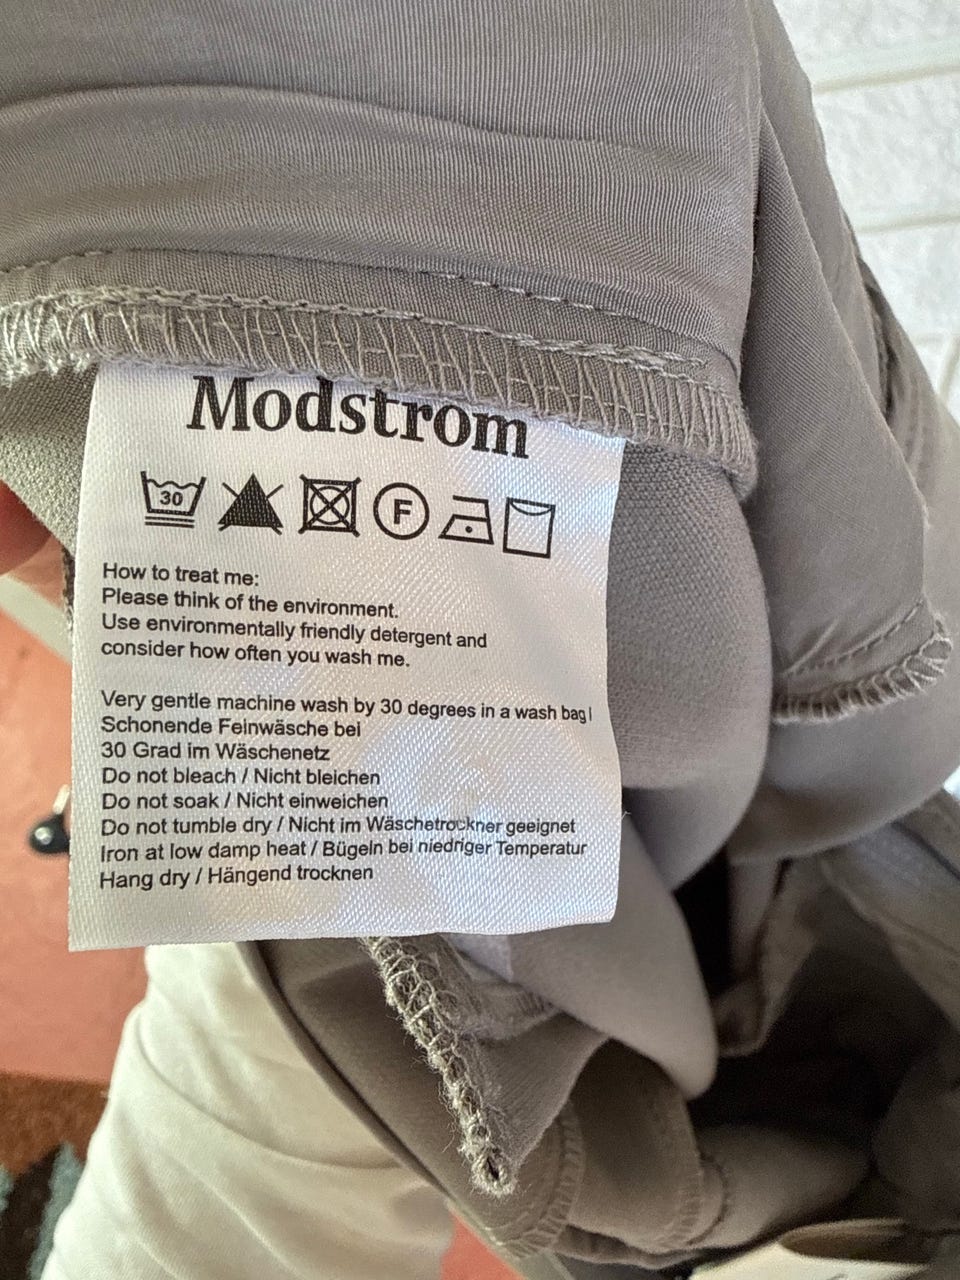 Modstrom
30 F
How to treat me:
Please think of the environment.
Use environmentally friendly detergent and
consider how often you wash me.
Very gentle machine wash by 30 degrees in a wash bag |
Schonende Feinwäsche bei
30 Grad im Wäschenetz
Do not bleach / Nicht bleichen
Do not soak / Nicht einweichen
Do not tumble dry / Nicht im Wäschetrockner geeignet
Iron at low damp heat / Bügeln bei niedriger Temperatur
Hang dry / Hängend trocknen